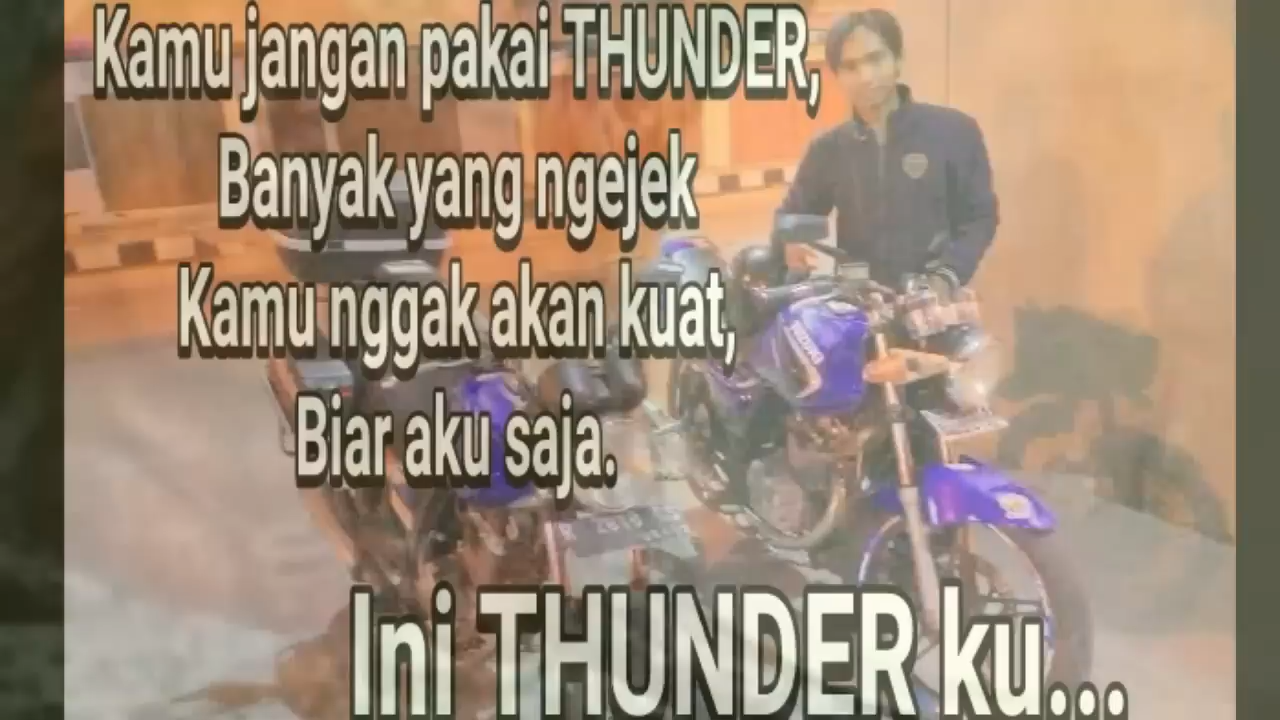 Kamu jangan pakai THUNDER,
Banyak yang ngejek
Kamu nggak akan kuat,
Biar aku saja.
Ini THUNDER ku...